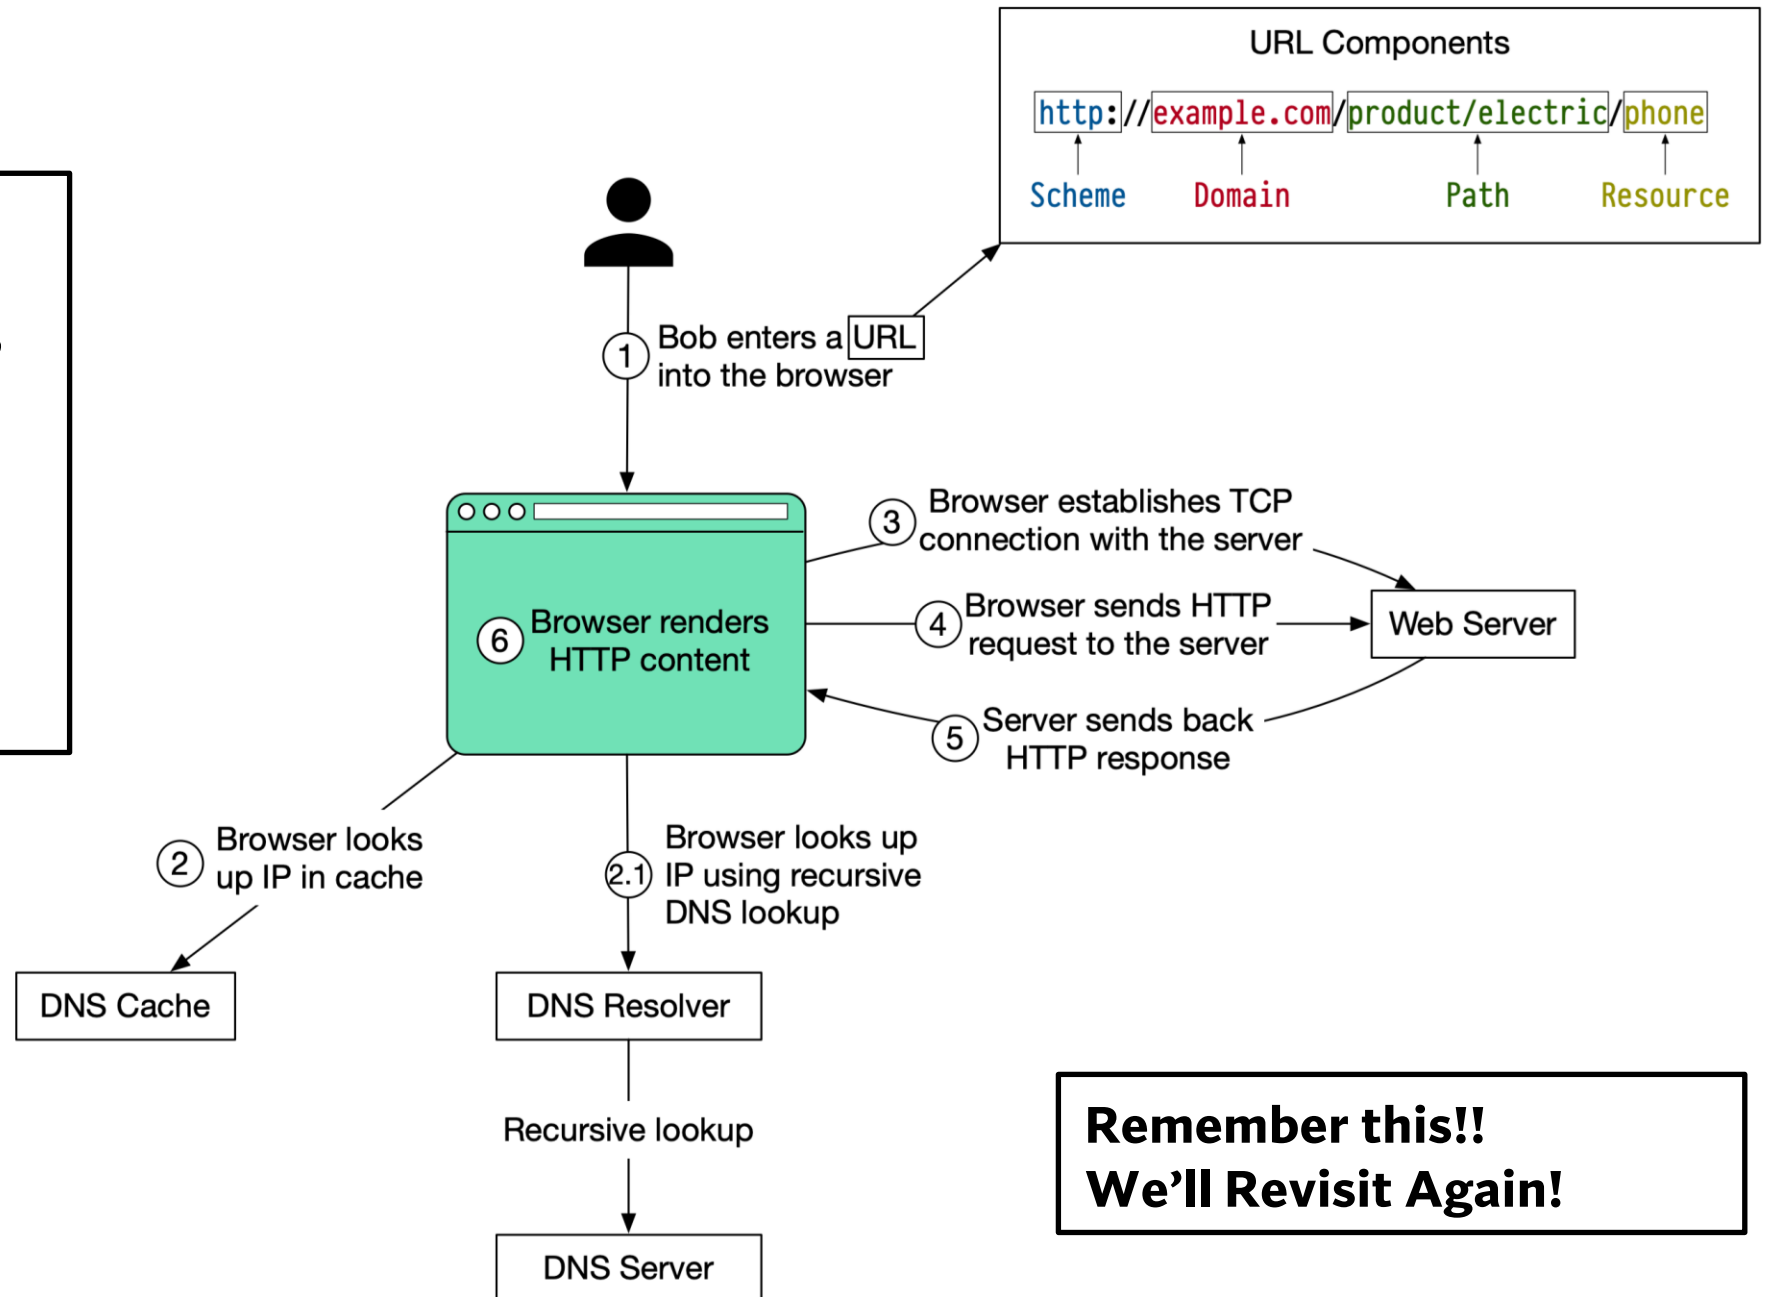 URL Components
http://example.com/product/electric/phone
Scheme Domain Path Resource
1 Bob enters a URL
into the browser
3 Browser establishes TCP
connection with the server
4 Browser sends HTTP
request to the server
Web Server
6 Browser renders
HTTP content
5 Server sends back
HTTP response
2 Browser looks
up IP in cache
2.1 Browser looks up
IP using recursive
DNS lookup
DNS Cache
DNS Resolver
Recursive lookup
DNS Server
Remember this!!
We’ll Revisit Again!